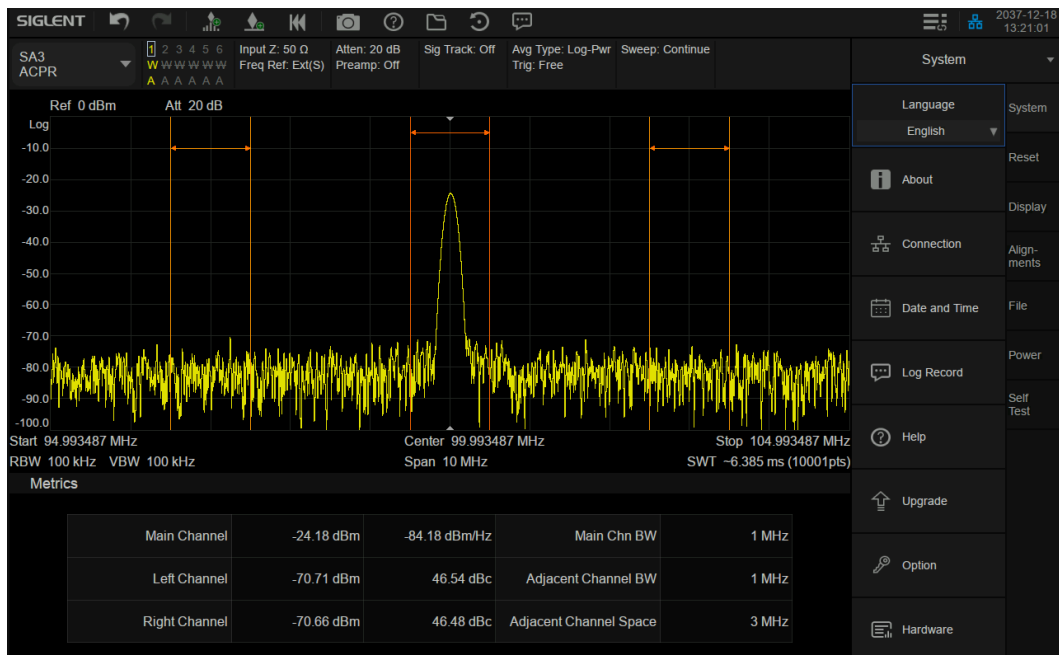 SIGLENT
2037-12-18
13:21:01
SA3
ACPR
1 2 3 4 5 6
W W W W W W
A A A A A A
Input Z: 50 Ω
Freq Ref: Ext(S)
Atten: 20 dB
Preamp: Off
Sig Track: Off
Avg Type: Log-Pwr
Trig: Free
Sweep: Continue
Ref 0 dBm Att 20 dB
Log
-10.0
-20.0
-30.0
-40.0
-50.0
-60.0
-70.0
-80.0
-90.0
-100.0
Start 94.993487 MHz Center 99.993487 MHz Stop 104.993487 MHz
RBW 100 kHz VBW 100 kHz Span 10 MHz SWT ~6.385 ms (10001pts)
Metrics
Main Channel -24.18 dBm -84.18 dBm/Hz Main Chn BW 1 MHz
Left Channel -70.71 dBm 46.54 dBc Adjacent Channel BW 1 MHz
Right Channel -70.66 dBm 46.48 dBc Adjacent Channel Space 3 MHz
System
Language
English
About
Connection
Date and Time
Log Record
Help
Upgrade
Option
Hardware
System
Reset
Display
Align-
ments
File
Power
Self
Test